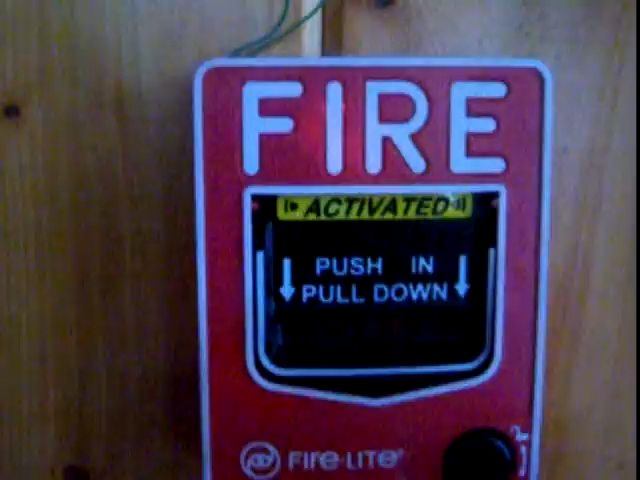 FIRE
ACTIVATED
PUSH IN
PULL DOWN
FIRE-LITE®